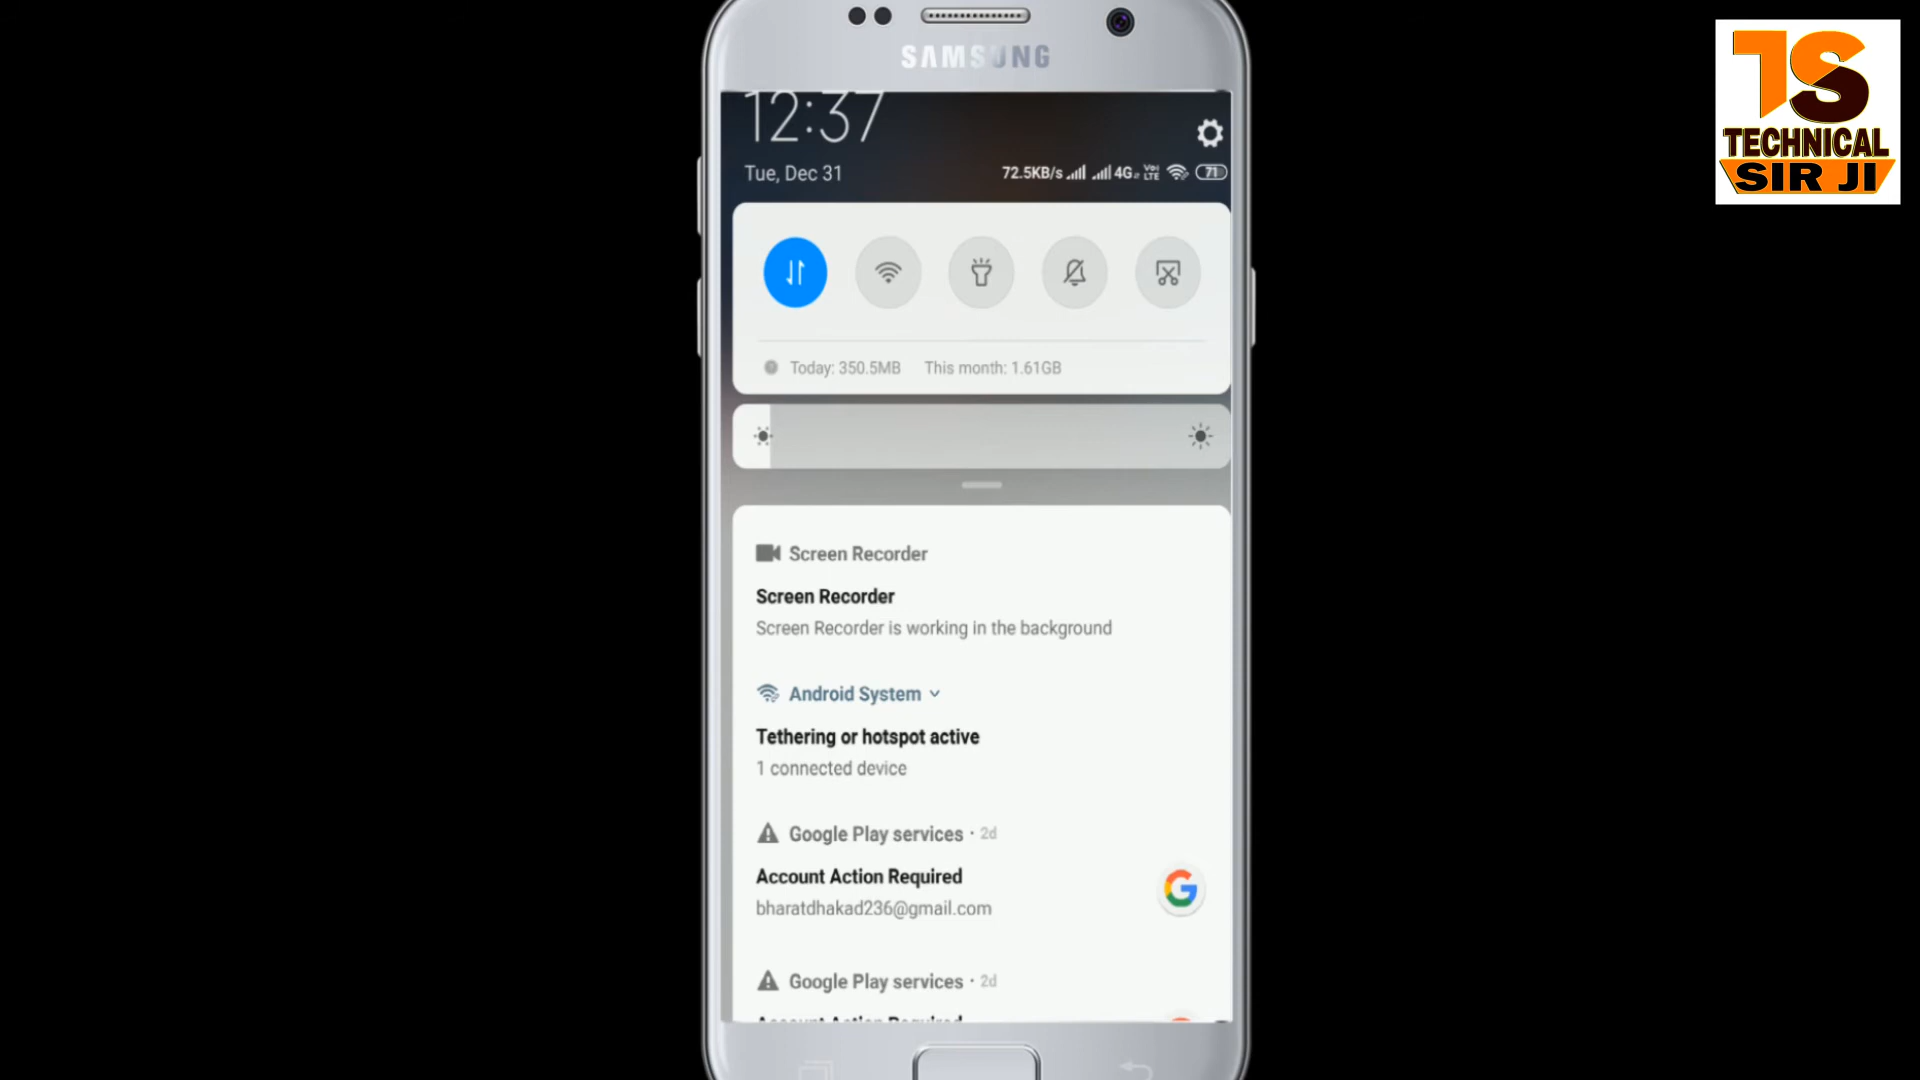 SAMSUNG
12:37
Tue, Dec 31
72.5KB/s 4G Vo) LTE 71
Today: 350.5MB This month: 1.61GB
Screen Recorder
Screen Recorder
Screen Recorder is working in the background
Android System
Tethering or hotspot active
1 connected device
Google Play services · 2d
Account Action Required
bharatdhakad236@gmail.com
Google Play services · 2d
Account Action Required
TS
TECHNICAL
SIR JI